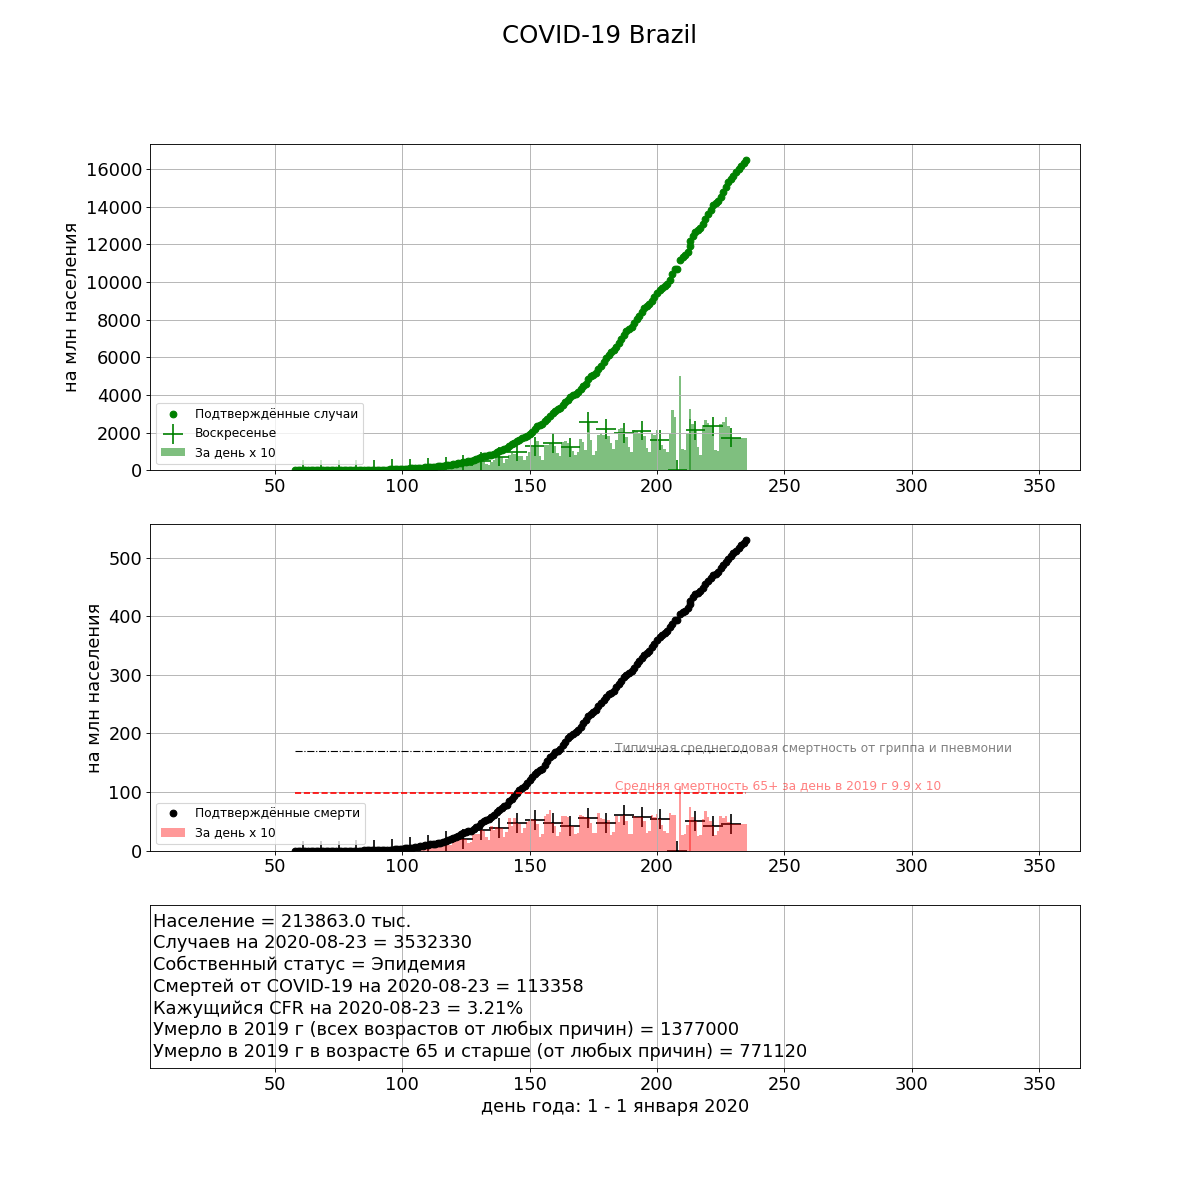 COVID-19 Brazil
на млн населения
16000
14000
12000
10000
8000
6000
4000
2000
0
Подтверждённые случаи
Воскресенье
За день x 10
50 100 150 200 250 300 350
на млн населения
500
400
300
200
100
0
Типичная среднегодовая смертность от гриппа и пневмонии
Средняя смертность 65+ за день в 2019 г 9.9 x 10
Подтверждённые смерти
За день x 10
50 100 150 200 250 300 350
Население = 213863.0 тыс.
Случаев на 2020-08-23 = 3532330
Собственный статус = Эпидемия
Смертей от COVID-19 на 2020-08-23 = 113358
Кажущийся CFR на 2020-08-23 = 3.21%
Умерло в 2019 г (всех возрастов от любых причин) = 1377000
Умерло в 2019 г в возрасте 65 и старше (от любых причин) = 771120
50 100 150 200 250 300 350
день года: 1 - 1 января 2020